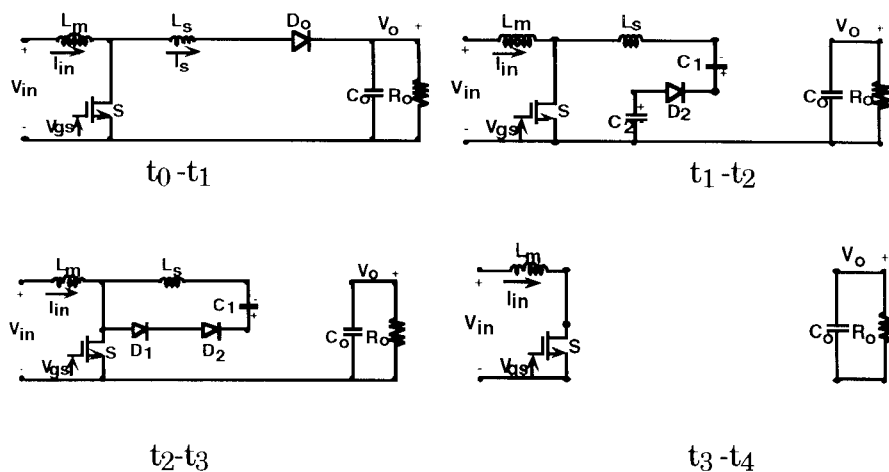 Lm Ls Do Vo +
+ Iin Is
Vin Co Ro
S
- Vgs -
t0 -t1
Lm Ls Vo +
+ Iin C1 - +
Vin D2 Co Ro
S C2 + -
- Vgs -
t1 -t2
Lm Ls Vo +
+ Iin C1 - +
Vin Co Ro
S D1 D2
- Vgs -
t2-t3
Lm Vo +
+ Iin
Vin Co Ro
S
- Vgs -
t3 -t4